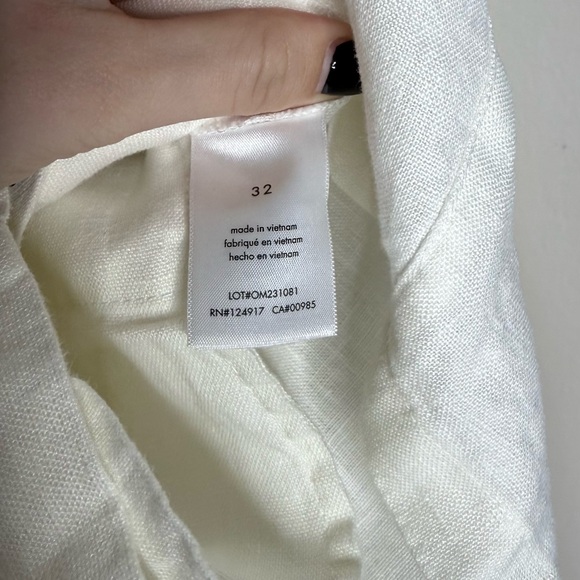 32
made in vietnam
fabriqué en vietnam
hecho en vietnam
LOT#OM231081
RN#124917 CA#00985